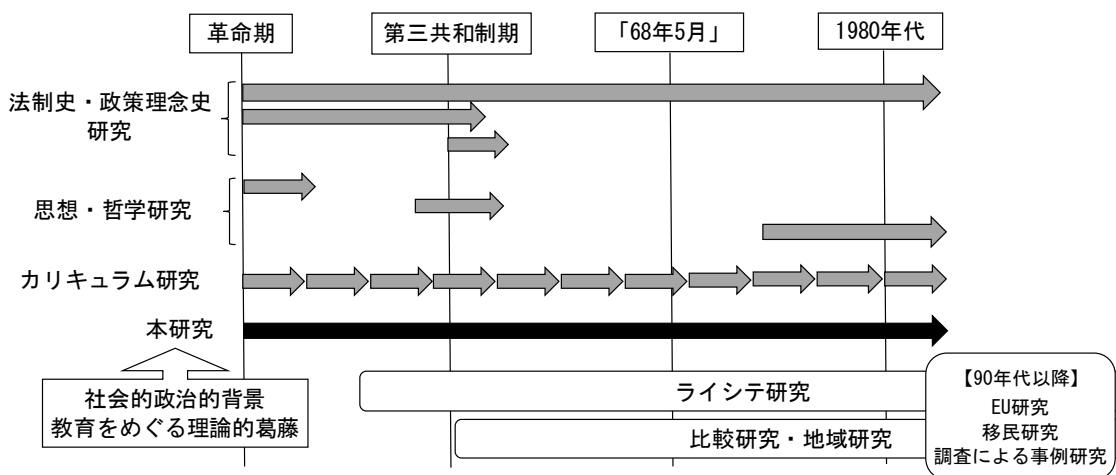 革命期
第三共和制期
「68年5月」
1980年代
法制史・政策理念史
研究
思想・哲学研究
カリキュラム研究
本研究
社会的政治的背景
教育をめぐる理論的葛藤
ライシテ研究
比較研究・地域研究
【90年代以降】
EU研究
移民研究
調査による事例研究